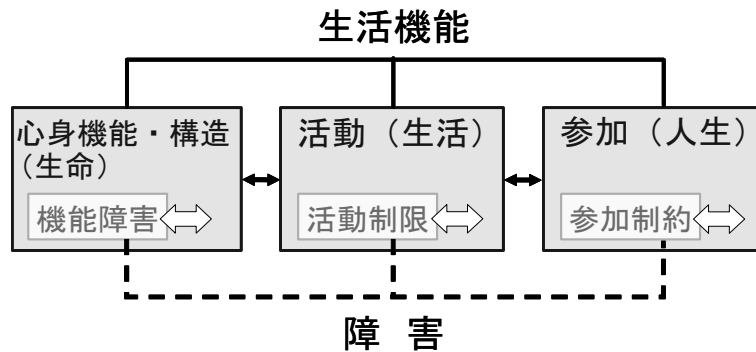 生活機能
心身機能・構造
（生命）
機能障害
活動（生活）
活動制限
参加（人生）
参加制約
障 害